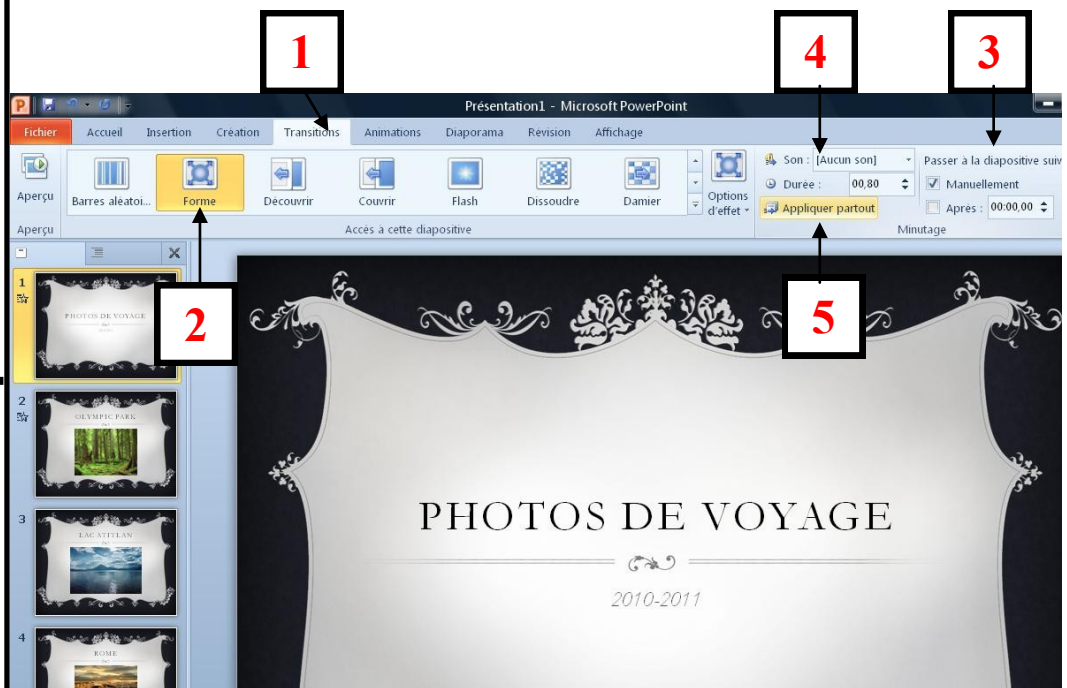 1 4 3
Présentation1 - Microsoft PowerPoint
Fichier Accueil Insertion Création Transitions Animations Diaporama Révision Affichage
Aperçu
Barres aléatoi... Forme Découvrir Couvrir Flash Dissoudre Damier
Options
d'effet
Son : [Aucun son]
Durée : 00,80
Appliquer partout
Passer à la diapositive suiv
Manuellement
Après : 00:00,00
Aperçu Accès à cette diapositive Minutage
2 5
1
PHOTOS DE VOYAGE
2
OLYMPIC PARK
3
LAC ATITLAN
4
ROME
PHOTOS DE VOYAGE
2010-2011